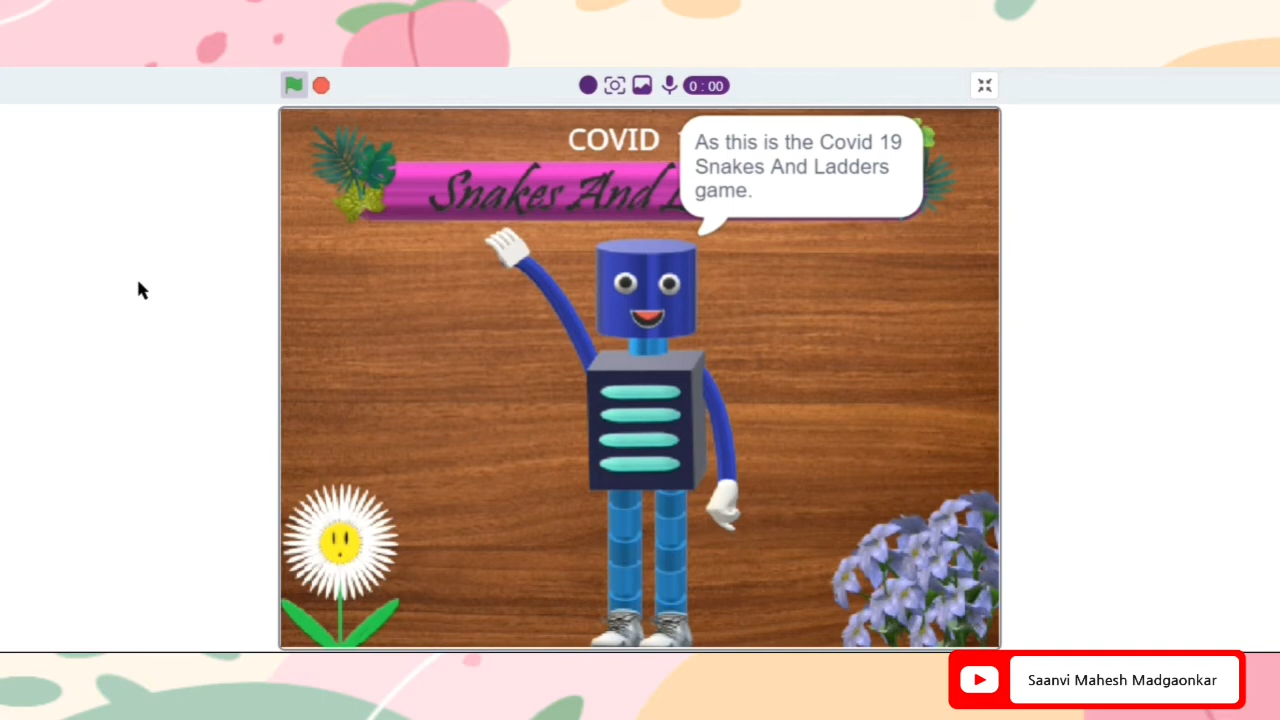 0 : 00
COVID
As this is the Covid 19
Snakes And Ladders
game.
Snakes And
Saanvi Mahesh Madgaonkar